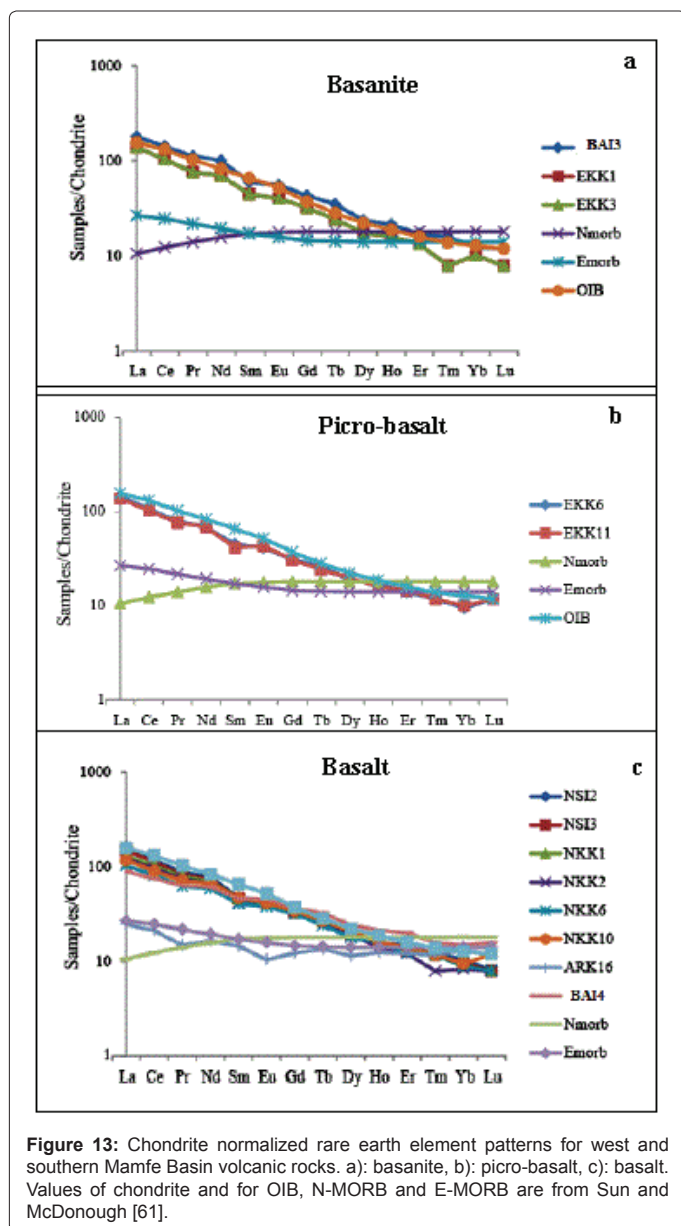 a
Basanite
1000
100
10
1
Samples/Chondrite
La Ce Pr Nd Sm Eu Gd Tb Dy Ho Er Tm Yb Lu
BAI3
EKK1
EKK3
Nmorb
Emorb
OIB
b
Picro-basalt
1000
100
10
1
Samples/Chondrite
La Ce Pr Nd Sm Eu Gd Tb Dy Ho Er Tm Yb Lu
EKK6
EKK11
Nmorb
Emorb
OIB
c
Basalt
1000
100
10
1
Samples/Chondrite
La Ce Pr Nd Sm Eu Gd Tb Dy Ho Er Tm Yb Lu
NSI2
NSI3
NKK1
NKK2
NKK6
NKK10
ARK16
BAI4
Nmorb
Emorb
Figure 13: Chondrite normalized rare earth element patterns for west and
southern Mamfe Basin volcanic rocks. a): basanite, b): picro-basalt, c): basalt.
Values of chondrite and for OIB, N-MORB and E-MORB are from Sun and
McDonough [61].